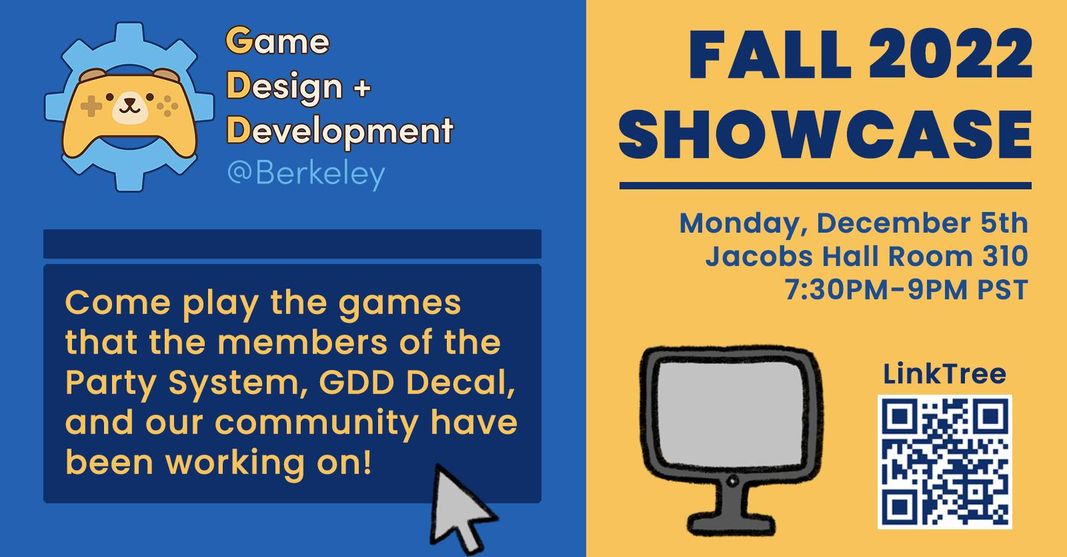 Game
Design +
Development
@Berkeley
Come play the games
that the members of the
Party System, GDD Decal,
and our community have
been working on!
FALL 2022
SHOWCASE
Monday, December 5th
Jacobs Hall Room 310
7:30PM-9PM PST
LinkTree